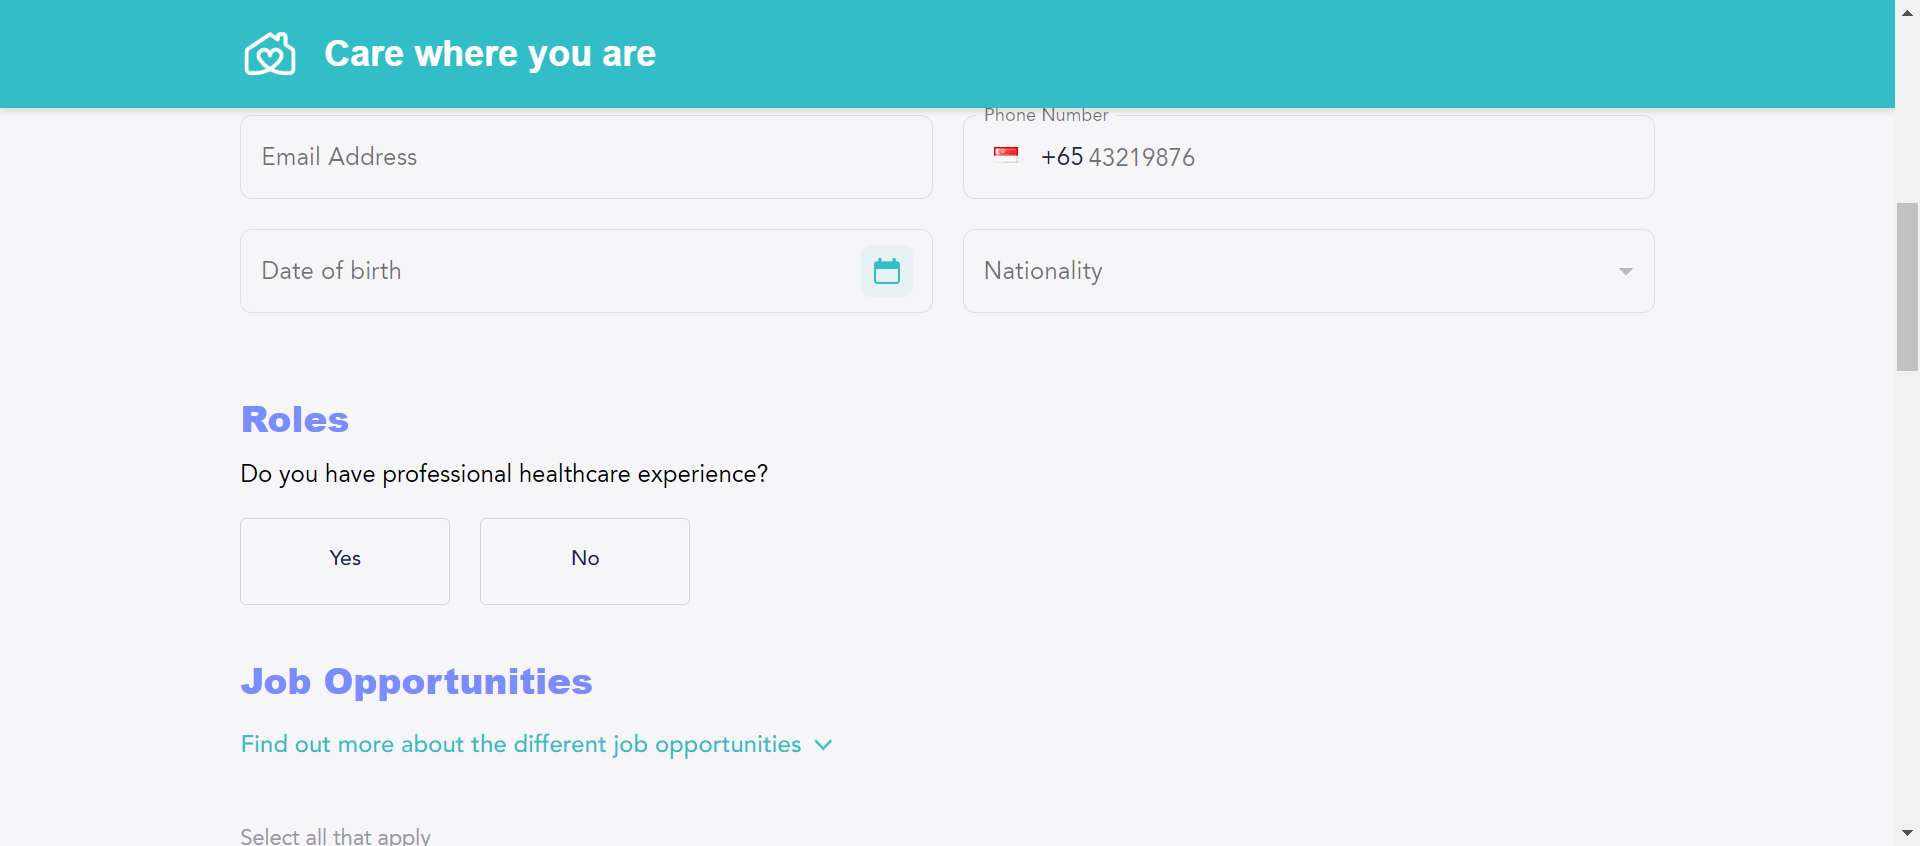 Care where you are
Phone Number
Email Address
+65 43219876
Date of birth
Nationality
Roles
Do you have professional healthcare experience?
Yes
No
Job Opportunities
Find out more about the different job opportunities
Select all that apply